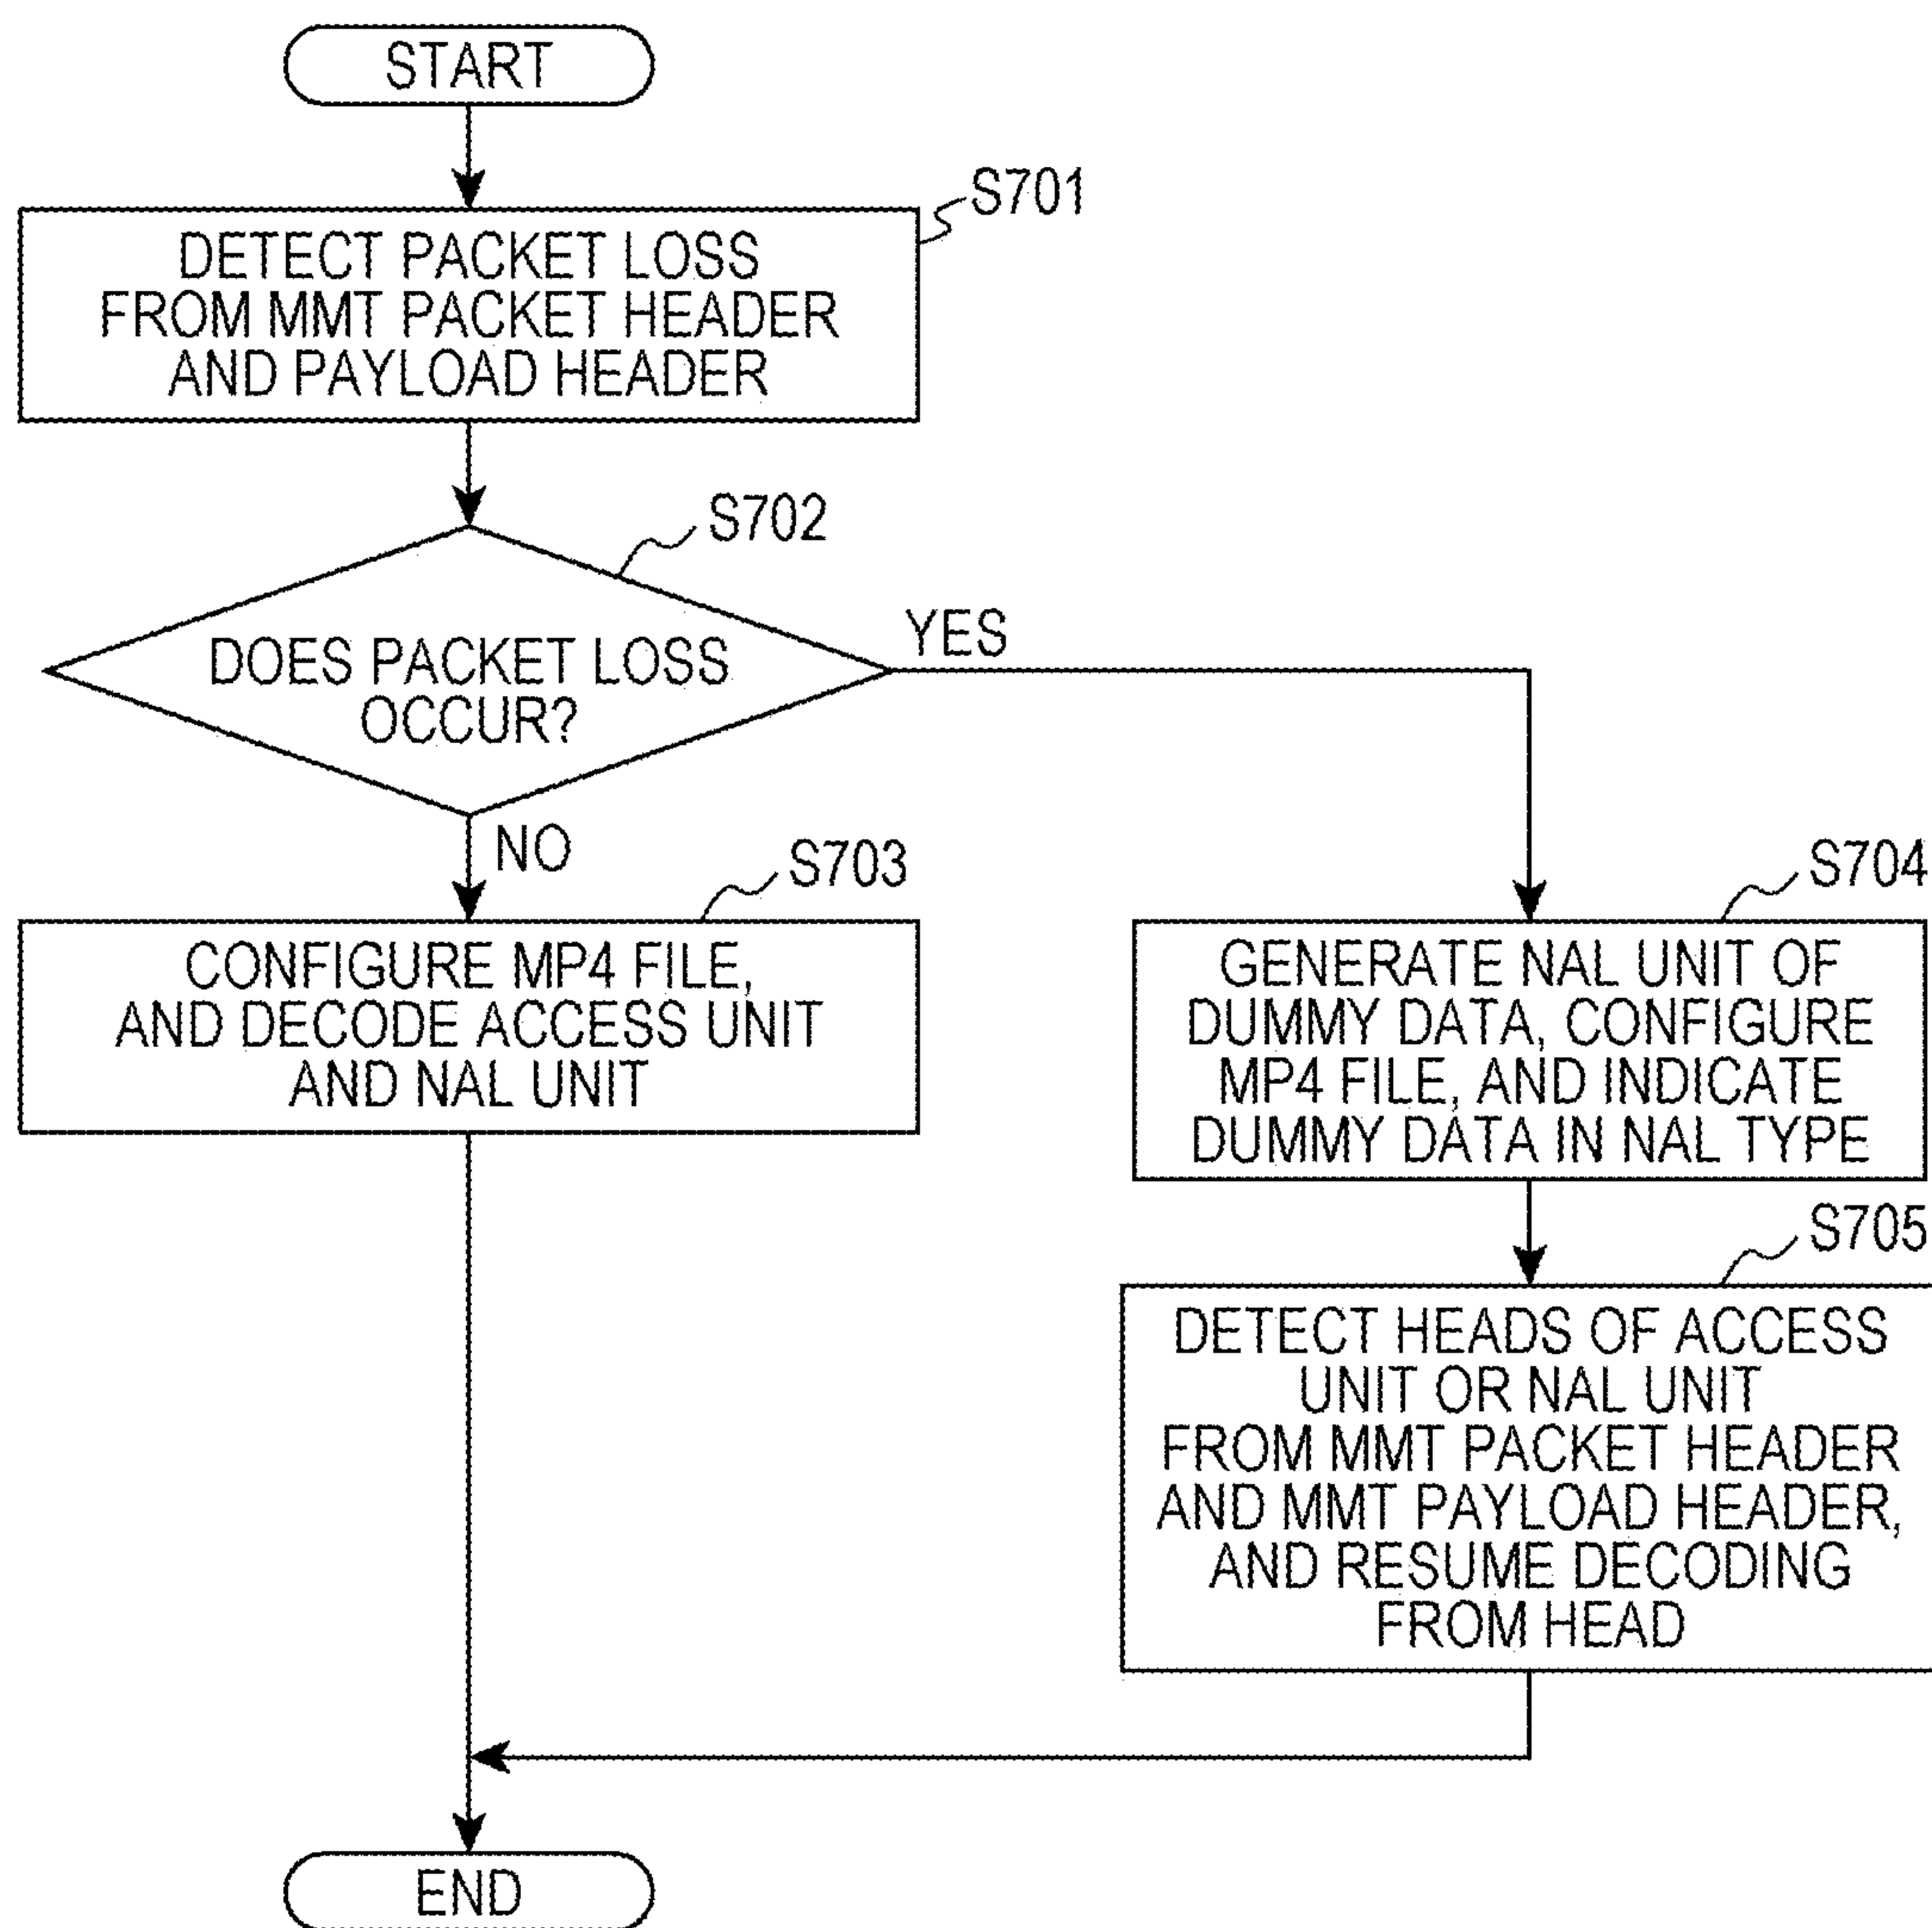 START
S701
DETECT PACKET LOSS
FROM MMT PACKET HEADER
AND PAYLOAD HEADER
S702
DOES PACKET LOSS
OCCUR?
YES
NO
S703
CONFIGURE MP4 FILE,
AND DECODE ACCESS UNIT
AND NAL UNIT
S704
GENERATE NAL UNIT OF
DUMMY DATA, CONFIGURE
MP4 FILE, AND INDICATE
DUMMY DATA IN NAL TYPE
S705
DETECT HEADS OF ACCESS
UNIT OR NAL UNIT
FROM MMT PACKET HEADER
AND MMT PAYLOAD HEADER,
AND RESUME DECODING
FROM HEAD
END